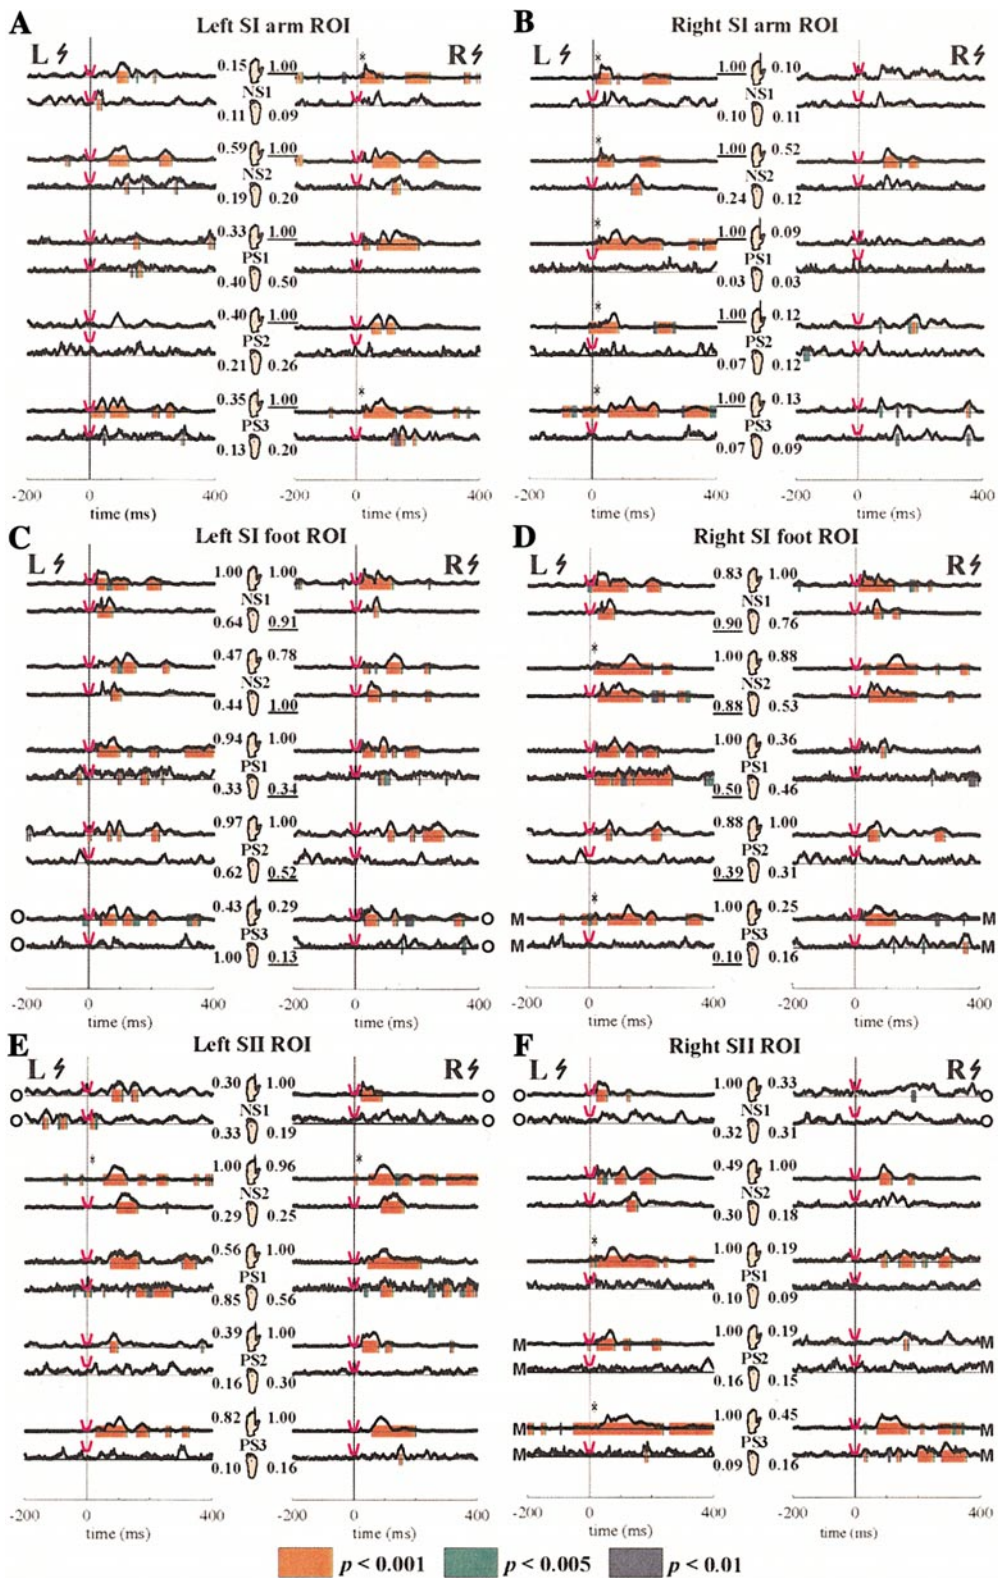 A Left SI arm ROI
L R
0.15 1.00
NS1
0.11 0.09
0.59 1.00
NS2
0.19 0.20
0.33 1.00
PS1
0.40 0.50
0.40 1.00
PS2
0.21 0.26
0.35 1.00
PS3
0.13 0.20
-200 0 400 -200 0 400
time (ms) time (ms)
B Right SI arm ROI
L R
1.00 0.10
NS1
0.10 0.11
1.00 0.52
NS2
0.24 0.12
1.00 0.09
PS1
0.03 0.03
1.00 0.12
PS2
0.07 0.12
1.00 0.13
PS3
0.07 0.09
-200 0 400 -200 0 400
time (ms) time (ms)
C Left SI foot ROI
L R
1.00 1.00
NS1
0.64 0.91
0.47 0.78
NS2
0.44 1.00
0.94 1.00
PS1
0.33 0.34
0.97 1.00
PS2
0.62 0.52
O 0.43 0.29 O
PS3
O 1.00 0.13 O
-200 0 400 -200 0 400
time (ms) time (ms)
D Right SI foot ROI
L R
0.83 1.00
NS1
0.90 0.76
1.00 0.88
NS2
0.88 0.53
1.00 0.36
PS1
0.50 0.46
0.88 1.00
PS2
0.39 0.31
M 1.00 0.25 M
PS3
M 0.10 0.16 M
-200 0 400 -200 0 400
time (ms) time (ms)
E Left SII ROI
L R
O 0.30 1.00 O
NS1
O 0.33 0.19 O
1.00 0.96
NS2
0.29 0.25
0.56 1.00
PS1
0.85 0.56
0.39 1.00
PS2
0.16 0.30
0.82 1.00
PS3
0.10 0.16
-200 0 400 -200 0 400
time (ms) time (ms)
F Right SII ROI
L R
O 1.00 0.33 O
NS1
O 0.32 0.31 O
0.49 1.00
NS2
0.30 0.18
1.00 0.19
PS1
0.10 0.09
M 1.00 0.19 M
PS2
M 0.16 0.15 M
M 1.00 0.45 M
PS3
M 0.09 0.16 M
-200 0 400 -200 0 400
time (ms) time (ms)
p < 0.001 p < 0.005 p < 0.01